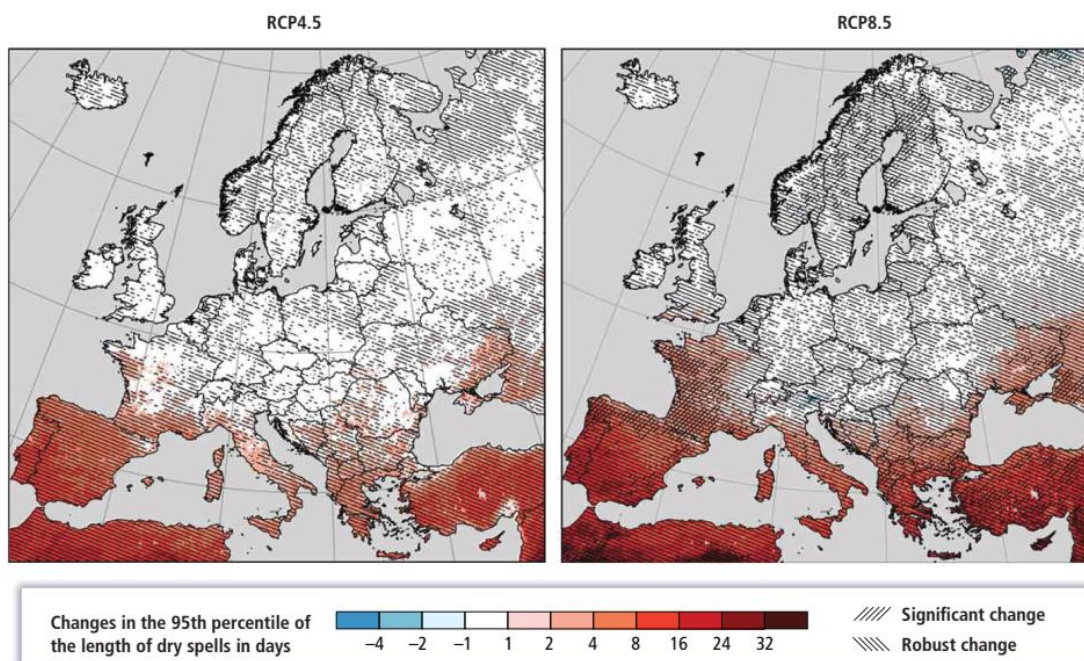 RCP4.5
RCP8.5
Changes in the 95th percentile of
the length of dry spells in days
−4 −2 −1 1 2 4 8 16 24 32
Significant change
Robust change